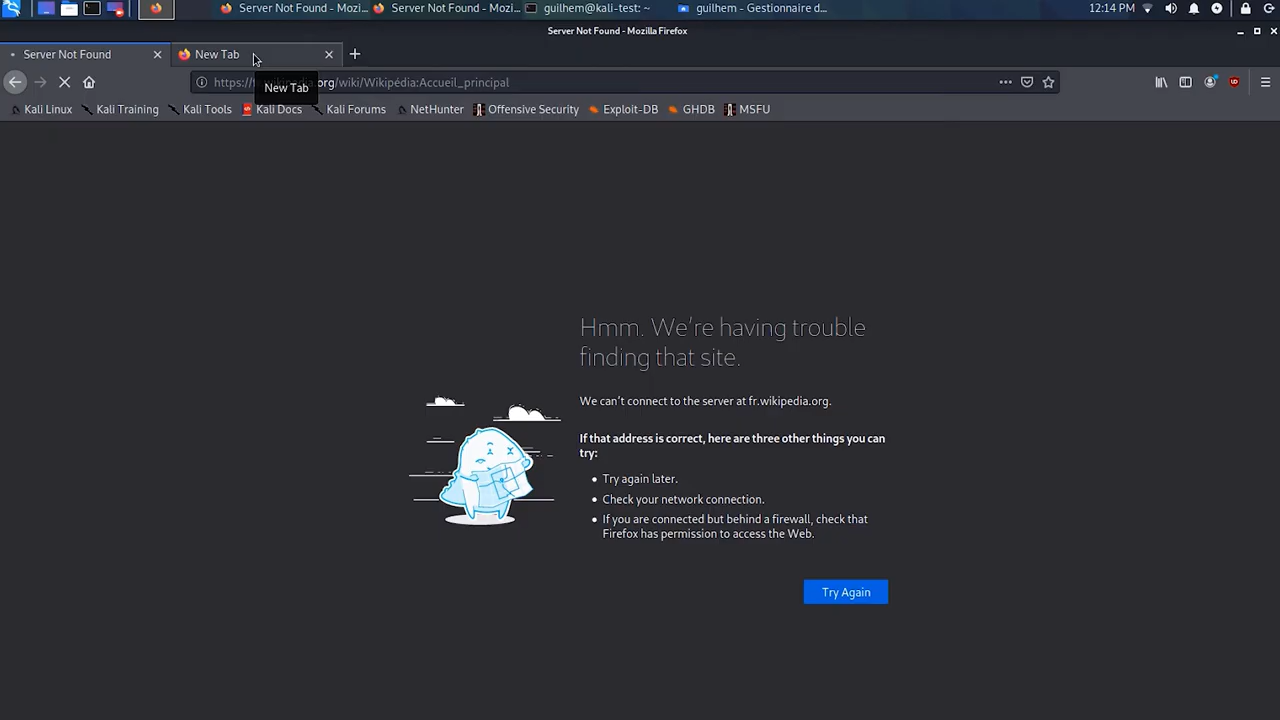 Server Not Found - Mozi...
Server Not Found - Mozi...
guilhem@kali-test: ~
guilhem - Gestionnaire d...
12:14 PM
Server Not Found - Mozilla Firefox
Server Not Found
New Tab
https:// .org/wiki/Wikipédia:Accueil_principal
New Tab
Kali Linux
Kali Training
Kali Tools
Kali Docs
Kali Forums
NetHunter
Offensive Security
Exploit-DB
GHDB
MSFU
Hmm. We're having trouble
finding that site.
We can't connect to the server at fr.wikipedia.org.
If that address is correct, here are three other things you can
try:
Try again later.
Check your network connection.
If you are connected but behind a firewall, check that
Firefox has permission to access the Web.
Try Again